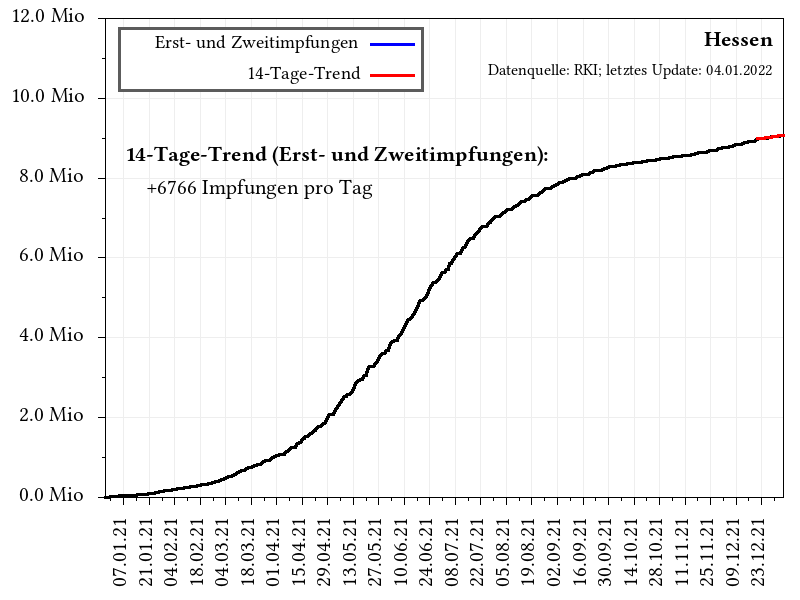 12.0 Mio
10.0 Mio
8.0 Mio
6.0 Mio
4.0 Mio
2.0 Mio
0.0 Mio
Erst- und Zweitimpfungen
14-Tage-Trend
Hessen
Datenquelle: RKI; letztes Update: 04.01.2022
14-Tage-Trend (Erst- und Zweitimpfungen):
+6766 Impfungen pro Tag
07.01.21
21.01.21
04.02.21
18.02.21
04.03.21
18.03.21
01.04.21
15.04.21
29.04.21
13.05.21
27.05.21
10.06.21
24.06.21
08.07.21
22.07.21
05.08.21
19.08.21
02.09.21
16.09.21
30.09.21
14.10.21
28.10.21
11.11.21
25.11.21
09.12.21
23.12.21